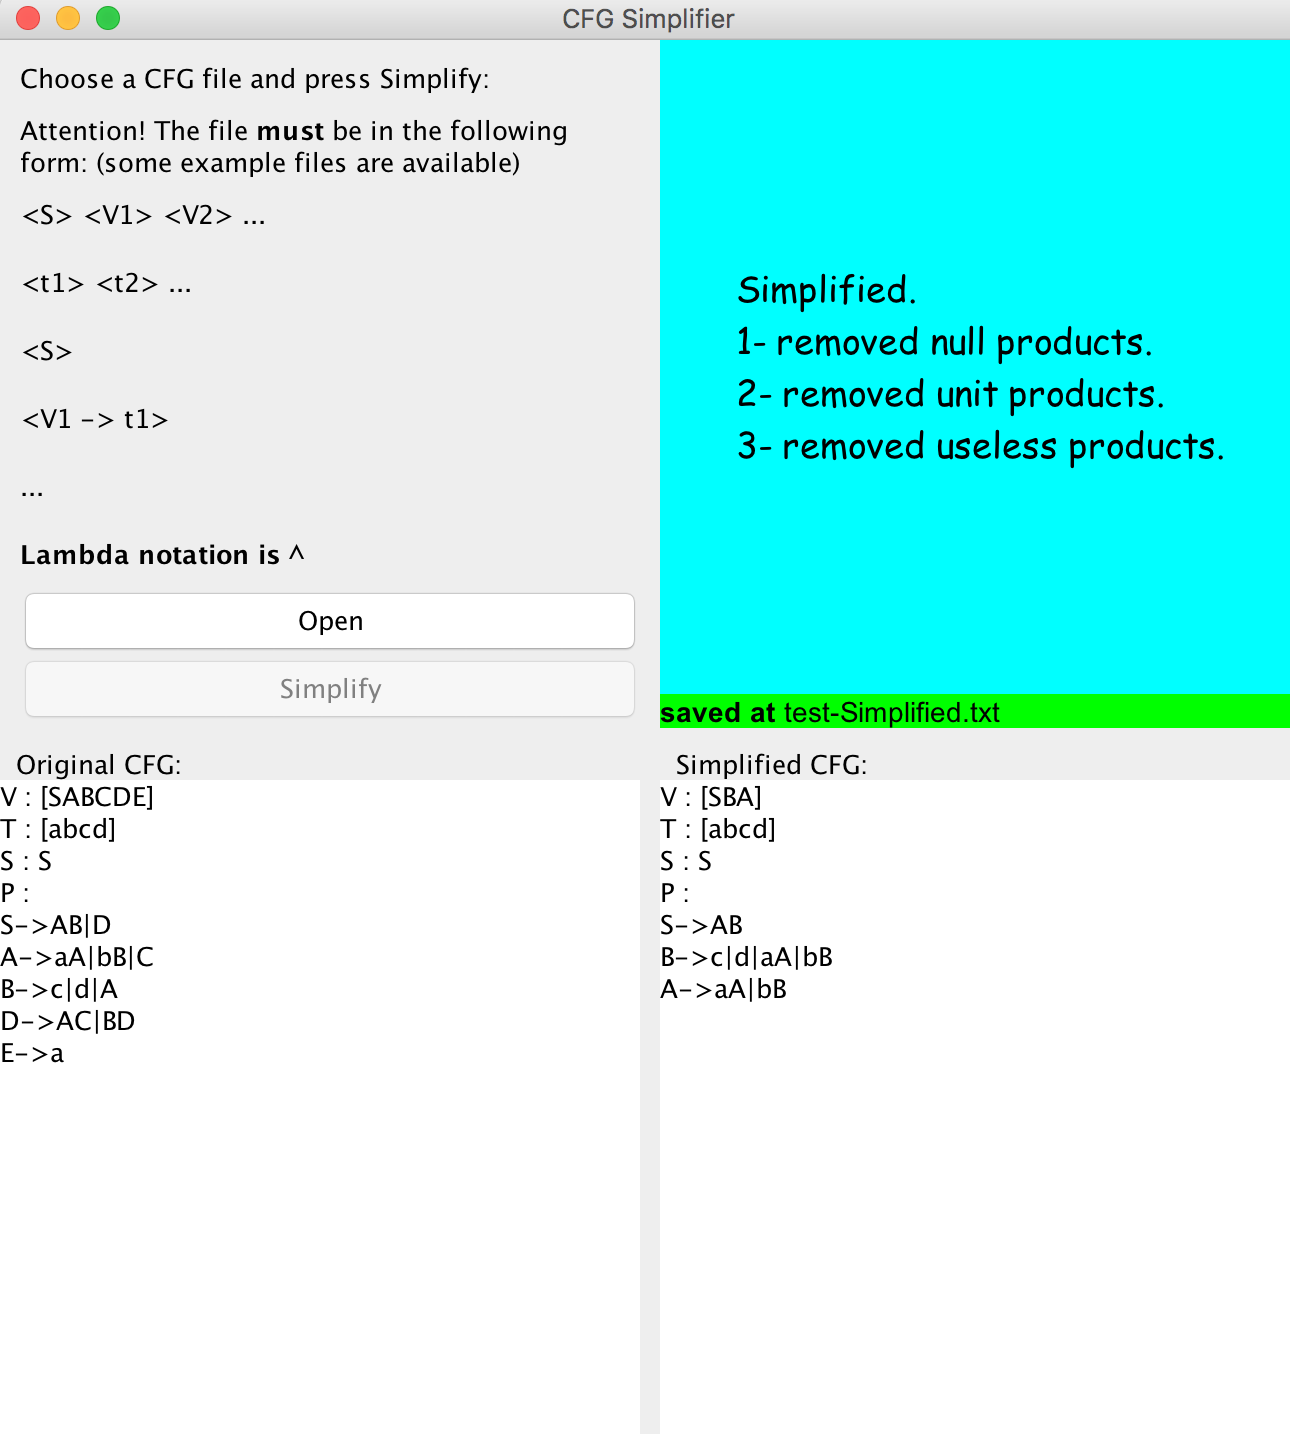 CFG Simplifier
Choose a CFG file and press Simplify:
Attention! The file must be in the following
form: (some example files are available)
<S> <V1> <V2> ...
<t1> <t2> ...
<S>
<V1 -> t1>
...
Lambda notation is ^
Open
Simplify
Simplified.
1- removed null products.
2- removed unit products.
3- removed useless products.
saved at test-Simplified.txt
Original CFG:
V : [SABCDE]
T : [abcd]
S : S
P :
S->AB|D
A->aA|bB|C
B->c|d|A
D->AC|BD
E->a
Simplified CFG:
V : [SBA]
T : [abcd]
S : S
P :
S->AB
B->c|d|aA|bB
A->aA|bB